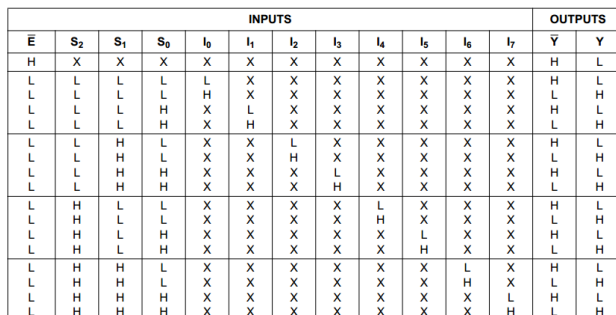 INPUTS OUTPUTS
E̅ S₂ S₁ S₀ I₀ I₁ I₂ I₃ I₄ I₅ I₆ I₇ Y̅ Y
H X X X X X X X X X X X H L
L L L L L X X X X X X X H L
L L L L H X X X X X X X L H
L L L H X L X X X X X X H L
L L L H X H X X X X X X L H
L L H L X X L X X X X X H L
L L H L X X H X X X X X L H
L L H H X X X L X X X X H L
L L H H X X X H X X X X L H
L H L L X X X X L X X X H L
L H L L X X X X H X X X L H
L H L H X X X X X L X X H L
L H L H X X X X X H X X L H
L H H L X X X X X X L X H L
L H H L X X X X X X H X L H
L H H H X X X X X X X L H L
L H H H X X X X X X X H L H